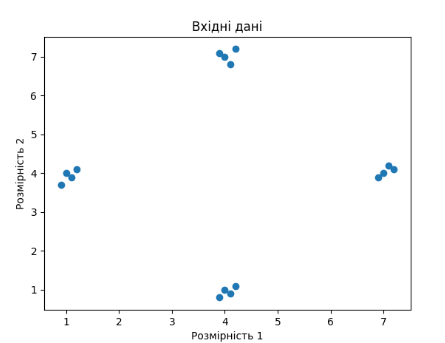 Вхідні дані
7
6
5
4
3
2
1
Розмірність 2
1 2 3 4 5 6 7
Розмірність 1